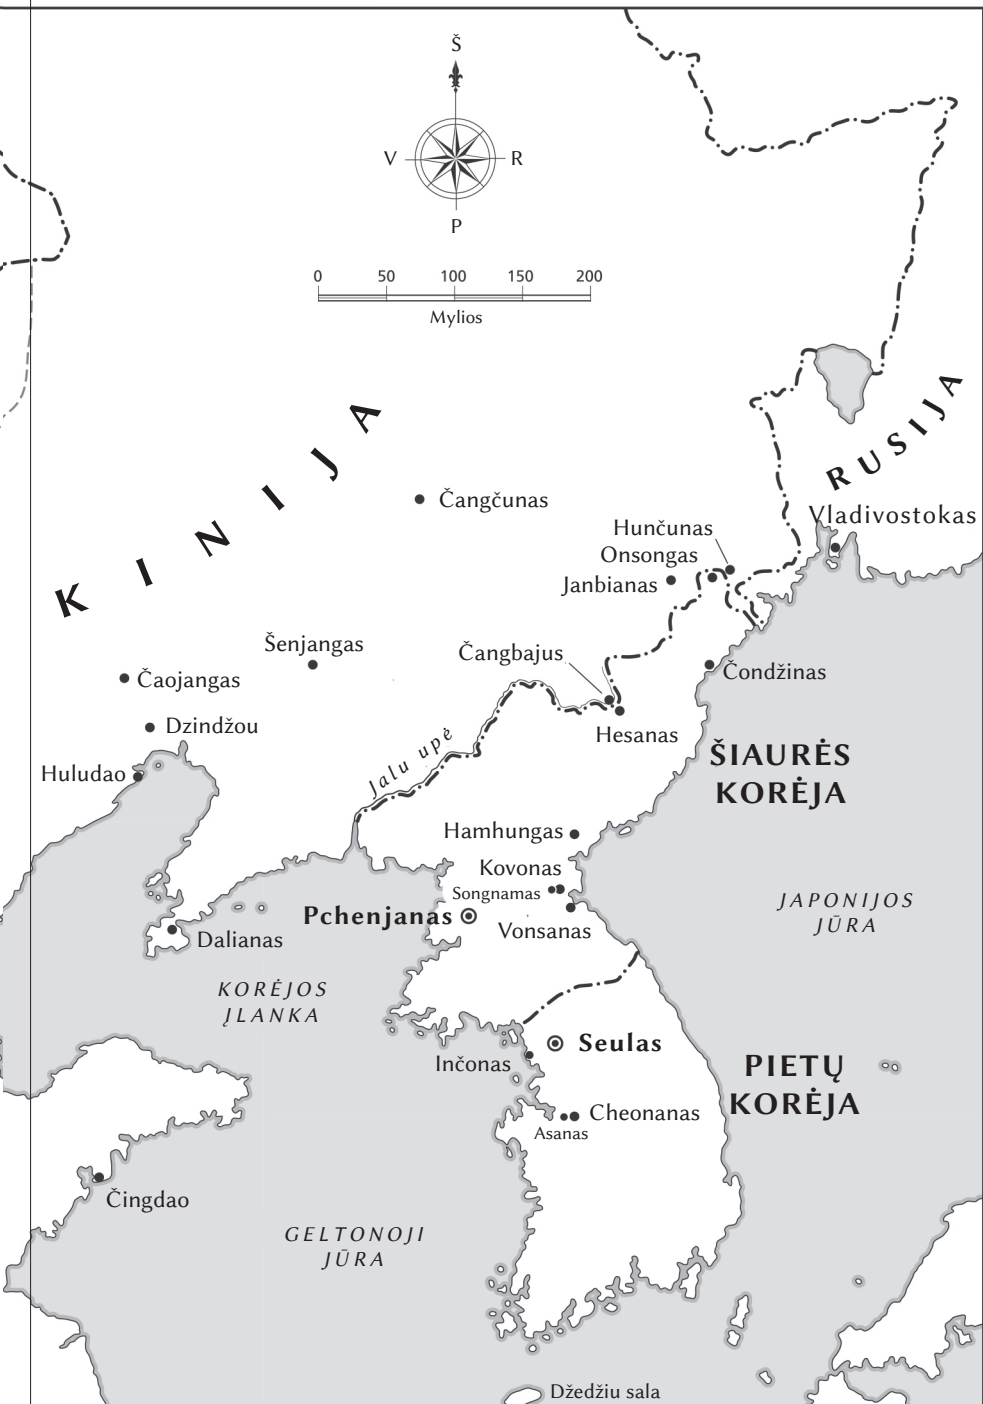 Š
V
R
P
0 50 100 150 200
Mylios
KINIJA
RUSIJA
Čangčunas
Vladivostokas
Hunčunas
Onsongas
Janbianas
Šenjangas
Čangbajus
Čaojangas
Čondžinas
Dzindžou
Hesanas
Jalu upė
ŠIAURĖS
KORĖJA
Huludao
Hamhungas
Kovonas
Songnamas
Pchenjanas
Vonsanas
JAPONIJOS
JŪRA
Dalianas
KORĖJOS
ĮLANKA
Seulas
Inčonas
PIETŲ
KORĖJA
Cheonanas
Asanas
Čingdao
GELTONOJI
JŪRA
Džedžiu sala